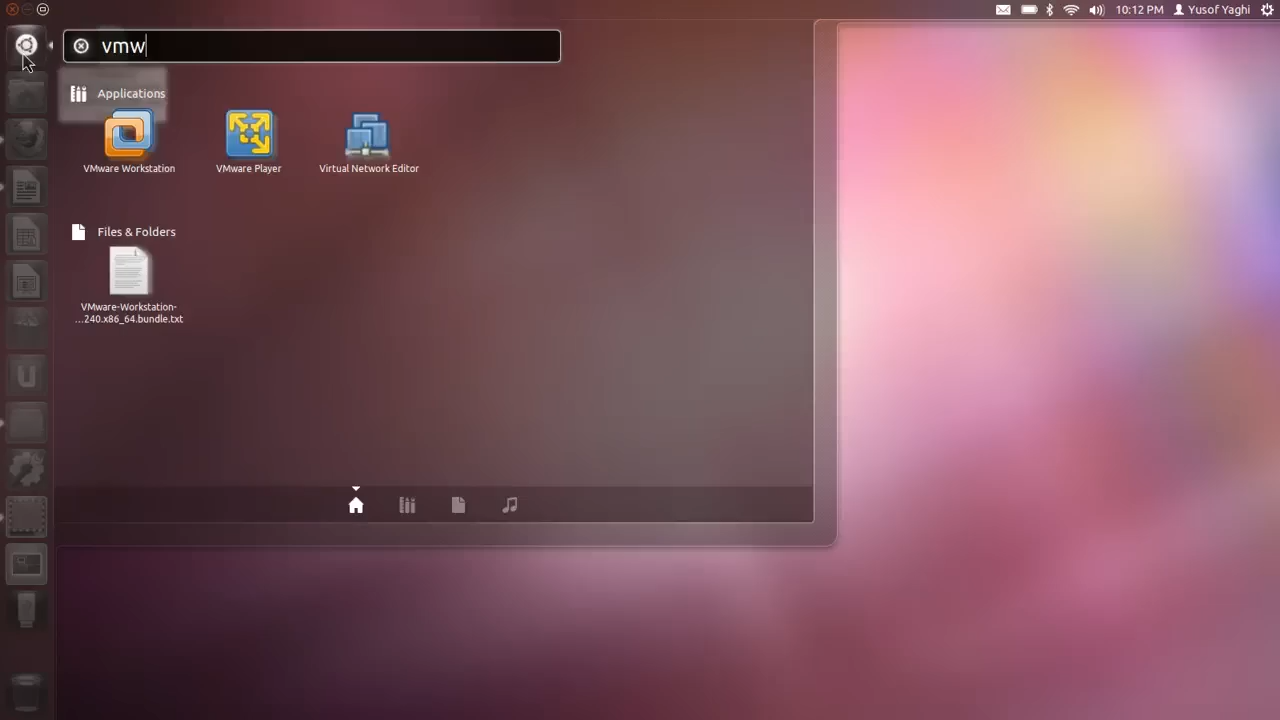 10:12 PM
Yusof Yaghi
vmw
Applications
VMware Workstation
VMware Player
Virtual Network Editor
Files & Folders
VMware-Workstation-
...240.x86_64.bundle.txt
U